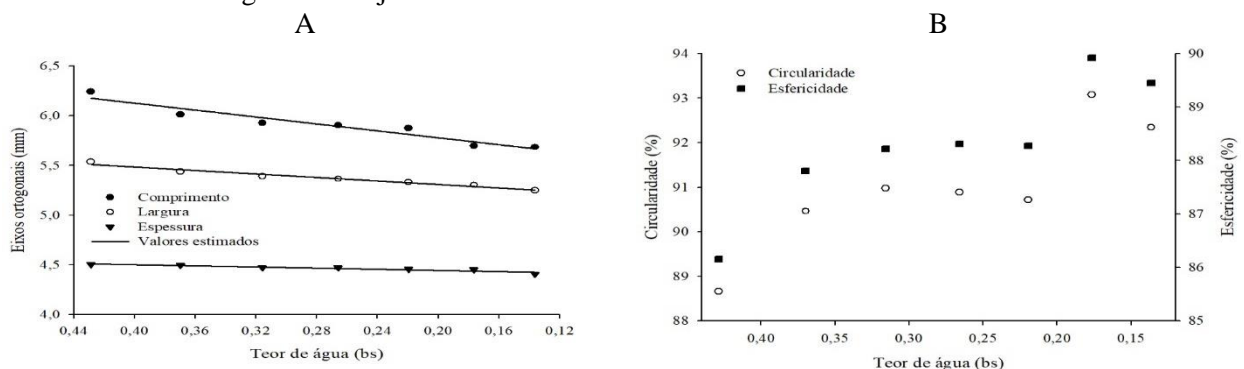 A
B
6,5
6,0
5,5
5,0
4,5
4,0
Eixos ortogonais (mm)
Comprimento
Largura
Espessura
Valores estimados
0,44 0,40 0,36 0,32 0,28 0,26 0,20 0,16 0,12
Teor de água (bs)
94
93
92
91
90
89
88
Circularidade (%)
Circularidade
Esfericidade
90
89
88
87
86
85
Esfericidade (%)
0,40 0,35 0,30 0,25 0,20 0,15
Teor de água (bs)